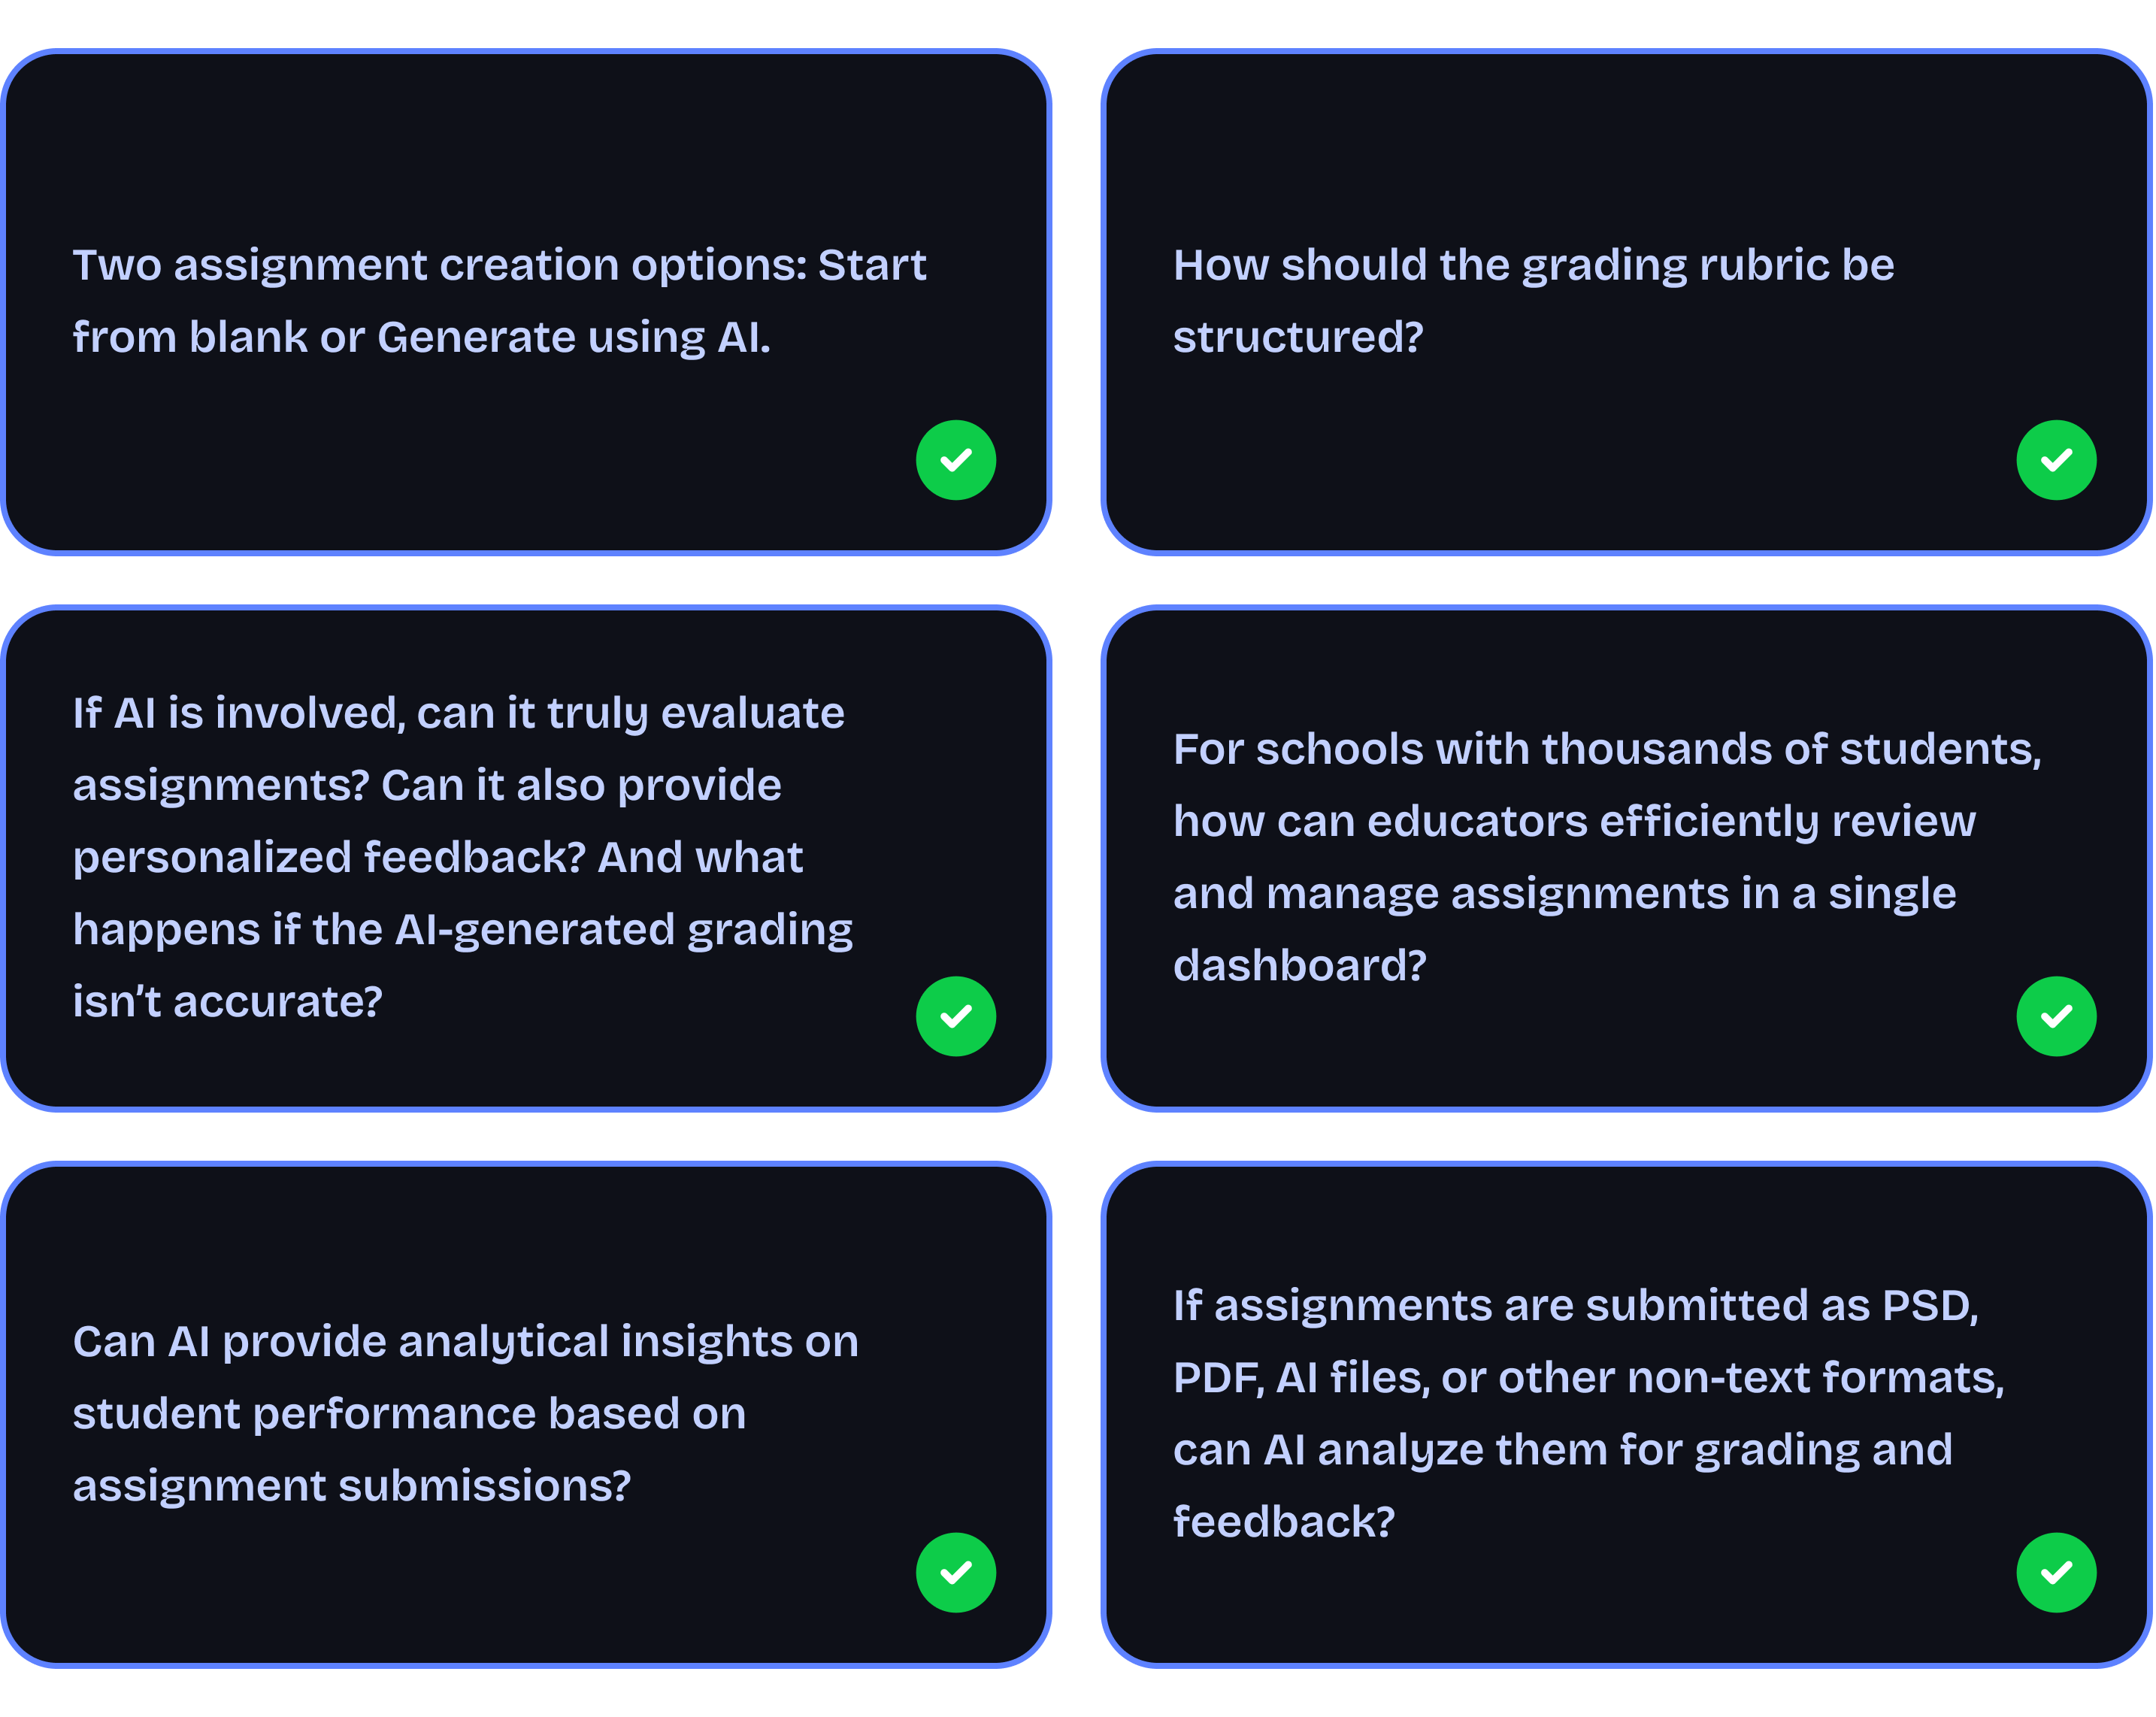 Two assignment creation options: Start
from blank or Generate using AI.
How should the grading rubric be
structured?
If AI is involved, can it truly evaluate
assignments? Can it also provide
personalized feedback? And what
happens if the AI-generated grading
isn’t accurate?
For schools with thousands of students,
how can educators efficiently review
and manage assignments in a single
dashboard?
Can AI provide analytical insights on
student performance based on
assignment submissions?
If assignments are submitted as PSD,
PDF, AI files, or other non-text formats,
can AI analyze them for grading and
feedback?